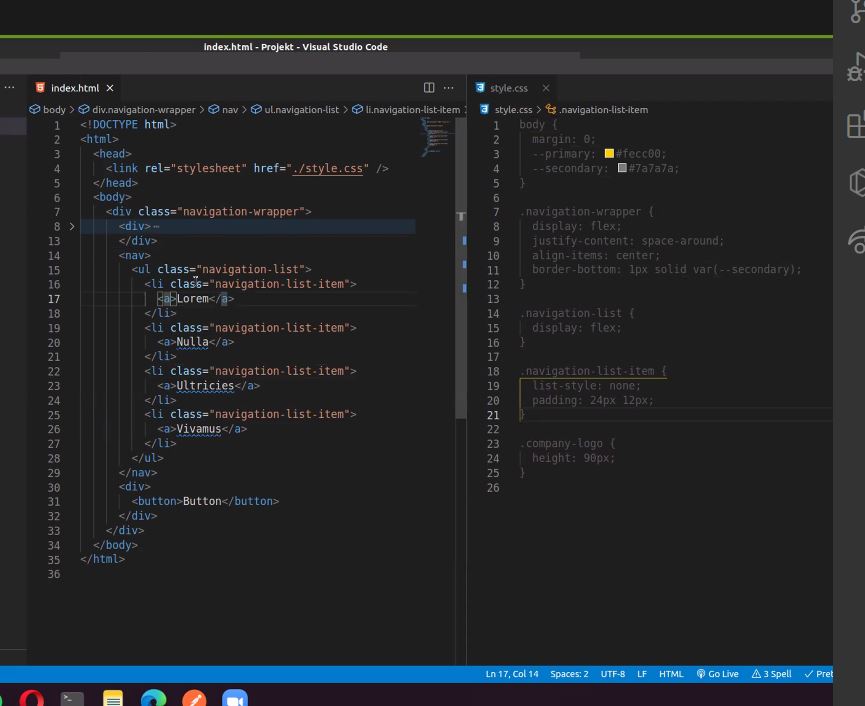 index.html - Projekt - Visual Studio Code
index.html
style.css
body > div.navigation-wrapper > nav > ul.navigation-list > li.navigation-list-item
style.css > .navigation-list-item
1 <!DOCTYPE html>
2 <html>
3 <head>
4 <link rel="stylesheet" href="./style.css" />
5 </head>
6 <body>
7 <div class="navigation-wrapper">
8 <div>⋯
13 </div>
14 <nav>
15 <ul class="navigation-list">
16 <li class="navigation-list-item">
17 <a>Lorem</a>
18 </li>
19 <li class="navigation-list-item">
20 <a>Nulla</a>
21 </li>
22 <li class="navigation-list-item">
23 <a>Ultricies</a>
24 </li>
25 <li class="navigation-list-item">
26 <a>Vivamus</a>
27 </li>
28 </ul>
29 </nav>
30 <div>
31 <button>Button</button>
32 </div>
33 </div>
34 </body>
35 </html>
36
1 body {
2 margin: 0;
3 --primary: #fecc00;
4 --secondary: #7a7a7a;
5 }
6
7 .navigation-wrapper {
8 display: flex;
9 justify-content: space-around;
10 align-items: center;
11 border-bottom: 1px solid var(--secondary);
12 }
13
14 .navigation-list {
15 display: flex;
16 }
17
18 .navigation-list-item {
19 list-style: none;
20 padding: 24px 12px;
21 }
22
23 .company-logo {
24 height: 90px;
25 }
26
Ln 17, Col 14 Spaces: 2 UTF-8 LF HTML Go Live 3 Spell Pret